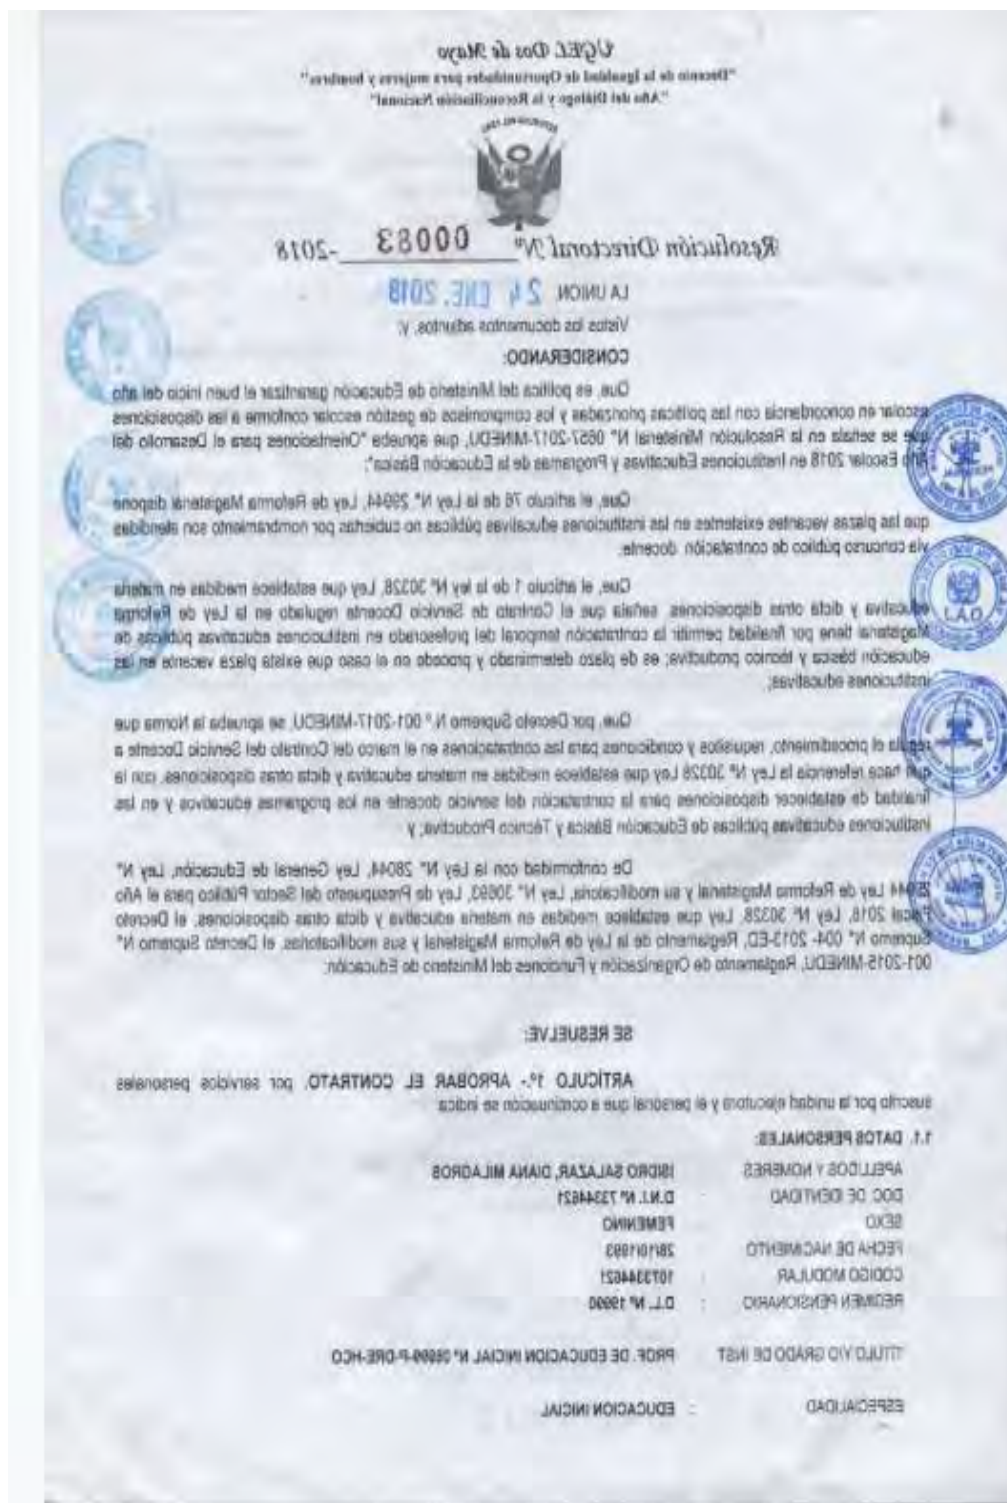 UGEL Dos de Mayo
"Decenio de la Igualdad de Oportunidades para mujeres y hombres"
"Año del Diálogo y la Reconciliación Nacional"
Resolución Directoral N° 00083 -2018
LA UNION, 24 ENE. 2018
Vistos los documentos adjuntos, y;
CONSIDERANDO:
Que, es política del Ministerio de Educación garantizar el buen inicio del año
escolar en concordancia con las políticas priorizadas y los compromisos de gestión escolar conforme a las disposiciones
que se señala en la Resolución Ministerial N° 0657-2017-MINEDU, que aprueba "Orientaciones para el Desarrollo del
Año Escolar 2018 en Instituciones Educativas y Programas de la Educación Básica";
Que, el artículo 76 de la Ley N° 29944, Ley de Reforma Magisterial dispone
que las plazas vacantes existentes en las instituciones educativas públicas no cubiertas por nombramiento son atendidas
vía concurso público de contratación docente.
Que, el artículo 1 de la ley N° 30328, Ley que establece medidas en materia
educativa y dicta otras disposiciones, señala que el Contrato de Servicio Docente regulado en la Ley de Reforma
Magisterial tiene por finalidad permitir la contratación temporal del profesorado en instituciones educativas públicas de
educación básica y técnico productiva; es de plazo determinado y procede en el caso que exista plaza vacante en las
instituciones educativas;
Que, por Decreto Supremo N.° 001-2017-MINEDU, se aprueba la Norma que
regula el procedimiento, requisitos y condiciones para las contrataciones en el marco del Contrato del Servicio Docente a
que hace referencia la Ley N° 30328 Ley que establece medidas en materia educativa y dicta otras disposiciones, con la
finalidad de establecer disposiciones para la contratación del servicio docente en los programas educativos y en las
instituciones educativas públicas de Educación Básica y Técnico Productiva; y
De conformidad con la Ley N° 28044, Ley General de Educación, Ley N°
29944 Ley de Reforma Magisterial y su modificatoria, Ley N° 30693, Ley de Presupuesto del Sector Público para el Año
Fiscal 2018, Ley N° 30328, Ley que establece medidas en materia educativa y dicta otras disposiciones, el Decreto
Supremo N° 004- 2013-ED, Reglamento de la Ley de Reforma Magisterial y sus modificatorias, el Decreto Supremo N°
001-2015-MINEDU, Reglamento de Organización y Funciones del Ministerio de Educación;
SE RESUELVE:
ARTÍCULO 1º.- APROBAR EL CONTRATO, por servicios personales
suscrito por la unidad ejecutora y el personal que a continuación se indica
1.1. DATOS PERSONALES:
APELLIDOS Y NOMBRES ISIDRO SALAZAR, DIANA MILAGROS
DOC. DE IDENTIDAD : D.N.I. Nº 73344621
SEXO FEMENINO
FECHA DE NACIMIENTO 28/10/1993
CODIGO MODULAR : 1073344621
REGIMEN PENSIONARIO : D.L. Nº 19990
TITULO Y/O GRADO DE INST PROF. DE EDUCACION INICIAL N° -P-DRE-HCO
ESPECIALIDAD : EDUCACION INICIAL
L.A.O.